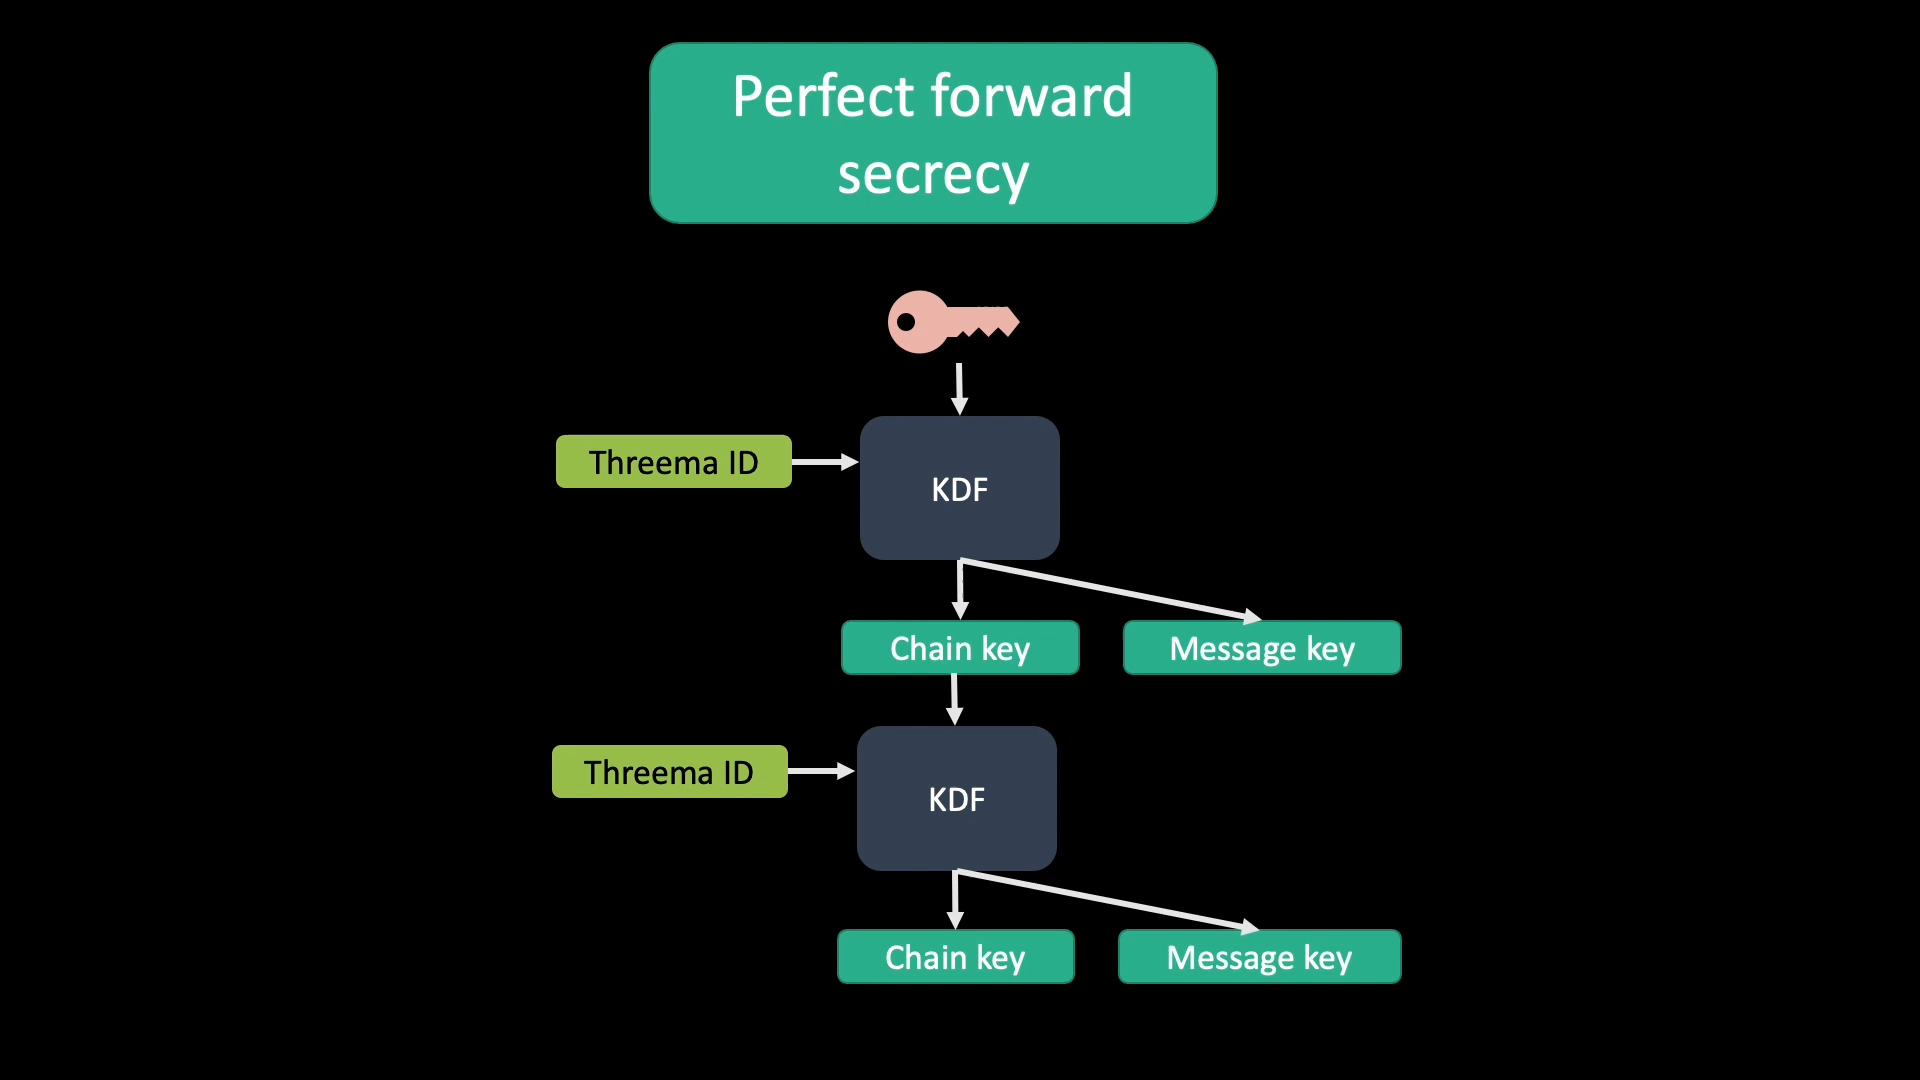 Perfect forward
secrecy
Threema ID
KDF
Chain key
Message key
Threema ID
KDF
Chain key
Message key